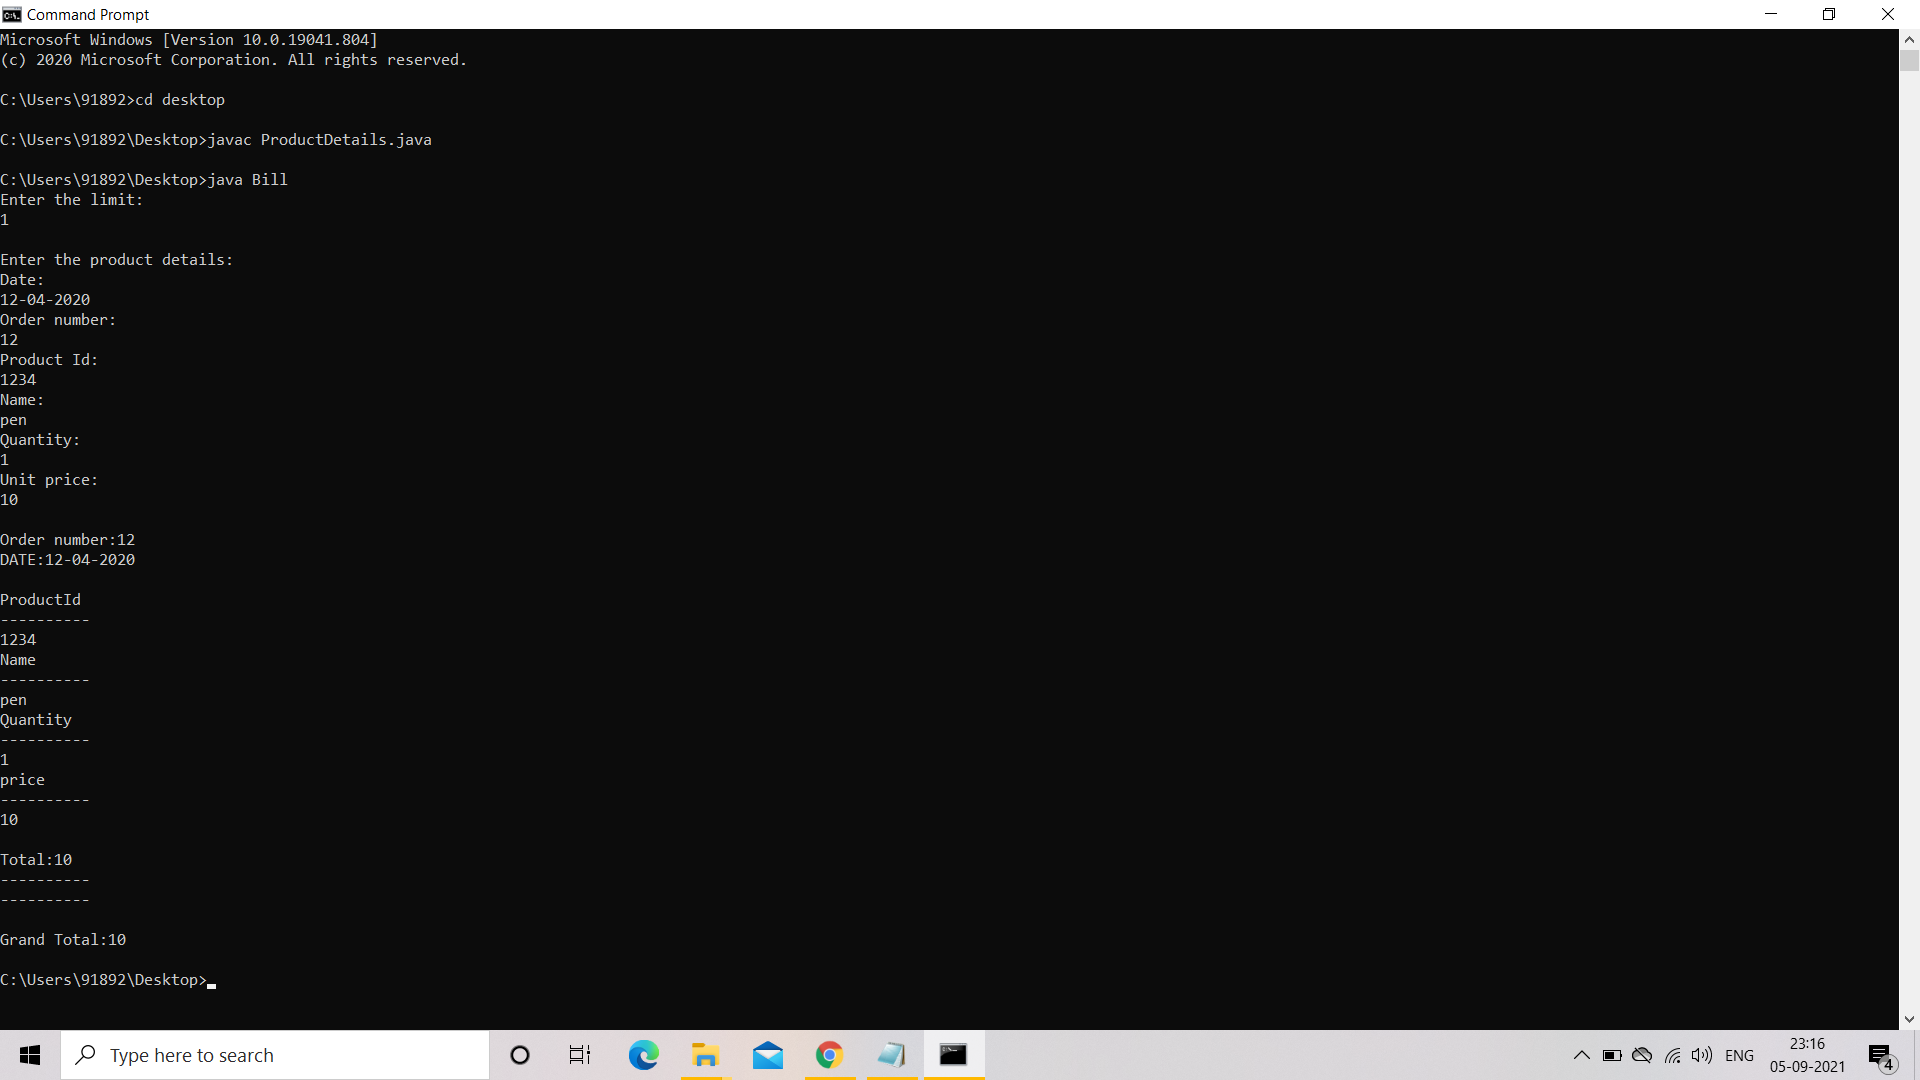 Command Prompt
Microsoft Windows [Version 10.0.19041.804]
(c) 2020 Microsoft Corporation. All rights reserved.
C:\Users\91892>cd desktop
C:\Users\91892\Desktop>javac ProductDetails.java
C:\Users\91892\Desktop>java Bill
Enter the limit:
1
Enter the product details:
Date:
12-04-2020
Order number:
12
Product Id:
1234
Name:
pen
Quantity:
1
Unit price:
10
Order number:12
DATE:12-04-2020
ProductId
----------
1234
Name
----------
pen
Quantity
----------
1
price
----------
10
Total:10
----------
----------
Grand Total:10
C:\Users\91892\Desktop>
Type here to search
ENG
23:16
05-09-2021
4